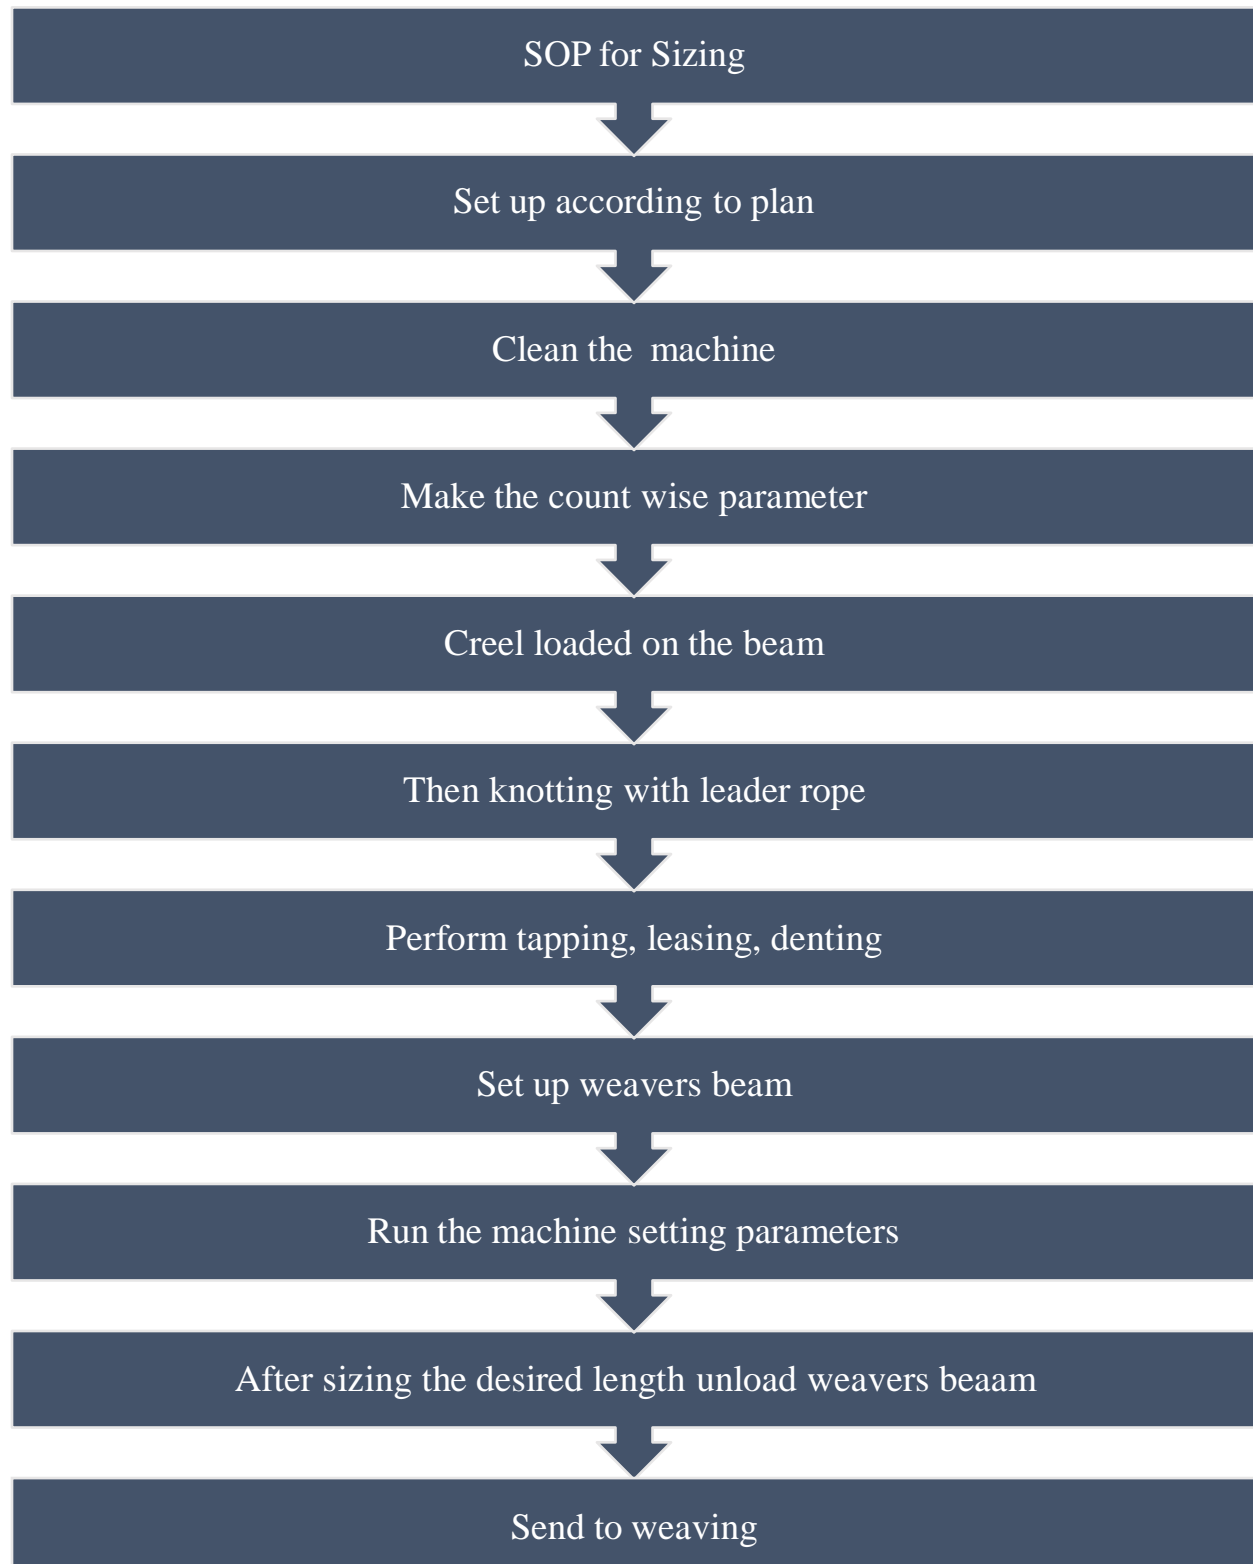 SOP for Sizing
Set up according to plan
Clean the  machine
Make the count wise parameter
Creel loaded on the beam
Then knotting with leader rope
Perform tapping, leasing, denting
Set up weavers beam
Run the machine setting parameters
After sizing the desired length unload weavers beaam
Send to weaving